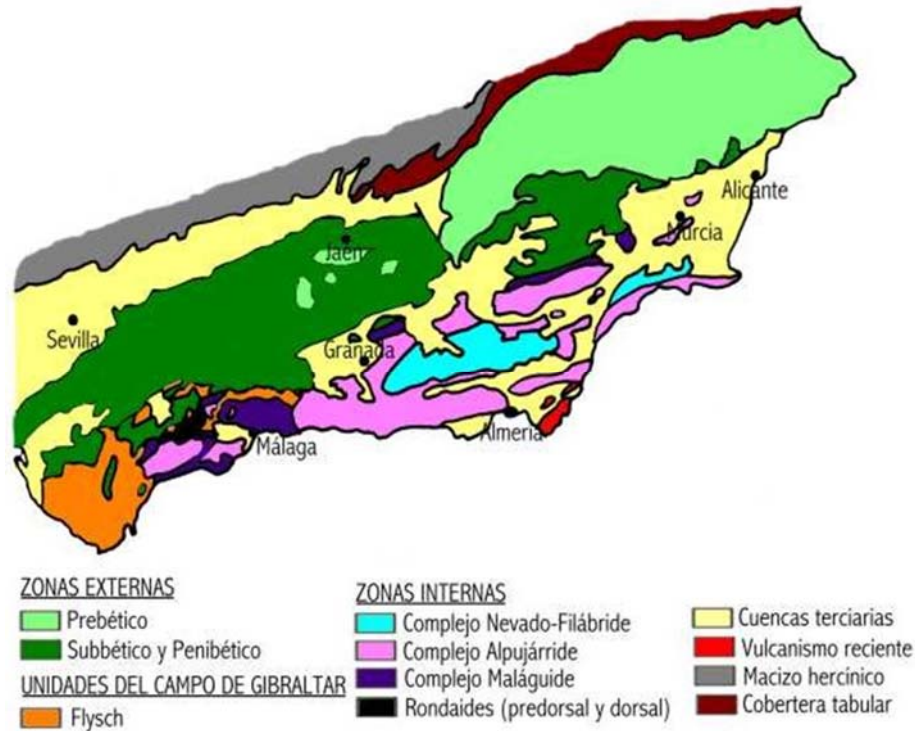 Alicante
Murcia
Jaén
Sevilla
Granada
Almería
Málaga
ZONAS EXTERNAS
Prebético
Subbético y Penibético
UNIDADES DEL CAMPO DE GIBRALTAR
Flysch
ZONAS INTERNAS
Complejo Nevado-Filábride
Complejo Alpujárride
Complejo Maláguide
Rondaides (predorsal y dorsal)
Cuencas terciarias
Vulcanismo reciente
Macizo hercínico
Cobertera tabular